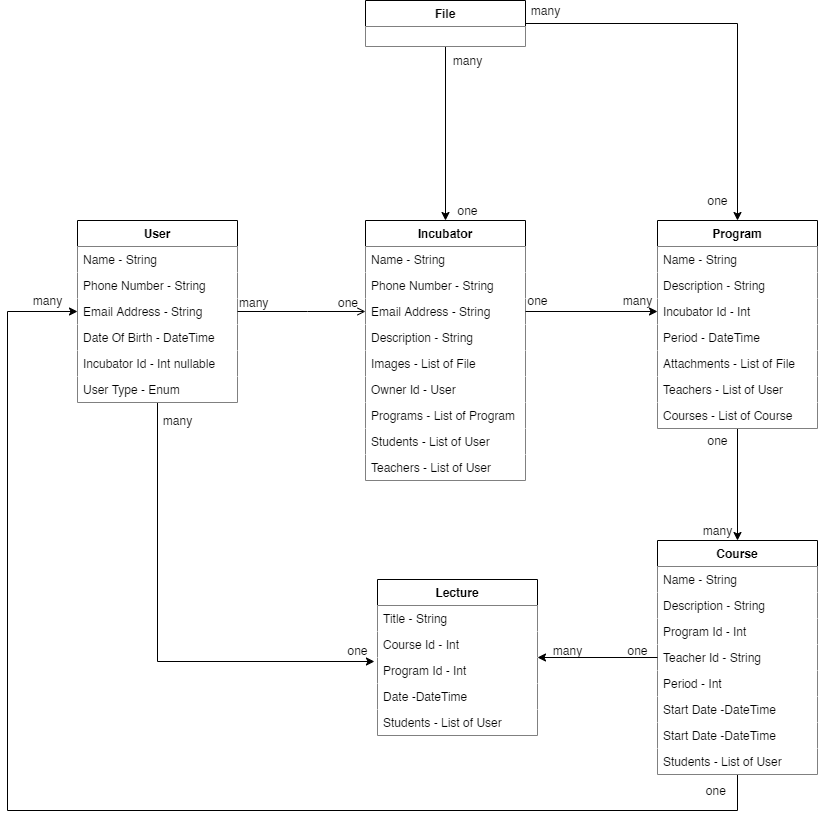 File
many
many
one
one
User
Name - String
Phone Number - String
Email Address - String
Date Of Birth - DateTime
Incubator Id - Int nullable
User Type - Enum
many
many
one
many
Incubator
Name - String
Phone Number - String
Email Address - String
Description - String
Images - List of File
Owner Id - User
Programs - List of Program
Students - List of User
Teachers - List of User
one
many
Program
Name - String
Description - String
Incubator Id - Int
Period - DateTime
Attachments - List of File
Teachers - List of User
Courses - List of Course
one
many
Lecture
Title - String
Course Id - Int
Program Id - Int
Date -DateTime
Students - List of User
one
many
one
Course
Name - String
Description - String
Program Id - Int
Teacher Id - String
Period - Int
Start Date -DateTime
Start Date -DateTime
Students - List of User
one